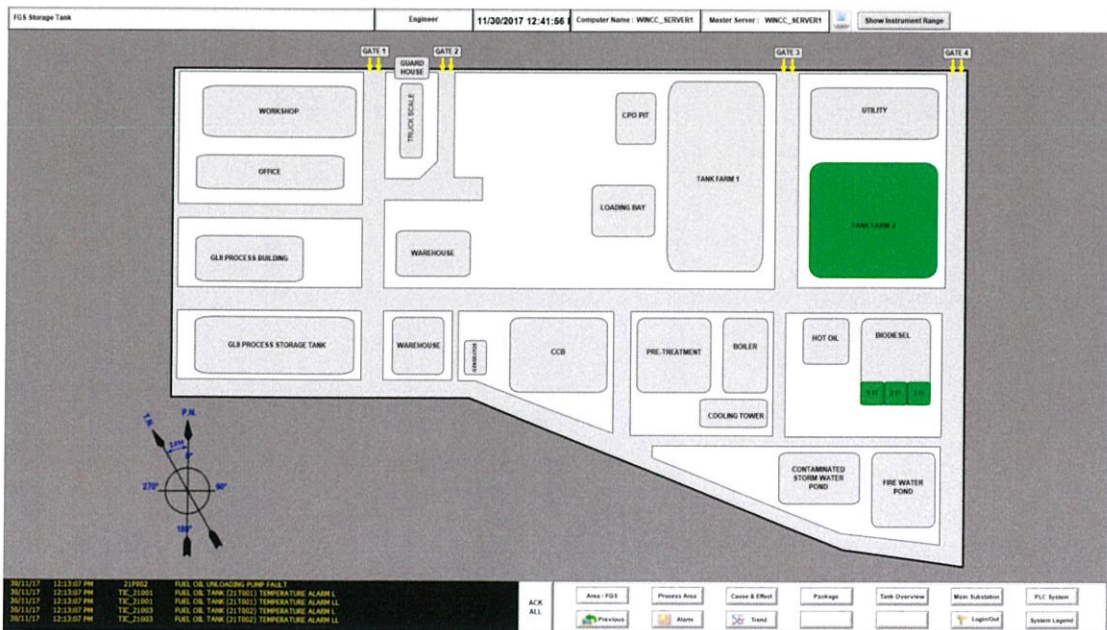 FGS Storage Tank
Engineer
11/30/2017 12:41:56
Computer Name : WINCC_SERVER1
Master Server : WINCC_SERVER1
Show Instrument Range
GATE 1
GATE 2
GATE 3
GATE 4
GUARD
HOUSE
TRUCK SCALE
WORKSHOP
OFFICE
CPO PIT
TANK FARM 1
UTILITY
LOADING BAY
TANK FARM 2
WAREHOUSE
GLB PROCESS STORAGE TANK
WAREHOUSE
CCB
PRE-TREATMENT
BOILER
HOT OIL
BIODIESEL
COOLING TOWER
1 Fl
2 Fl
3 Fl
CONTAMINATED
STORM WATER
POND
FIRE WATER
POND
T.N.
P.N.
0°
270°
90°
180°
30/11/17 12:13:07 PM 21P002 FUEL OIL UNLOADING PUMP FAULT
30/11/17 12:13:07 PM TIC_21001 FUEL OIL TANK (21T001) TEMPERATURE ALARM L
30/11/17 12:13:07 PM TIC_21001 FUEL OIL TANK (21T001) TEMPERATURE ALARM LL
30/11/17 12:13:07 PM TIC_21003 FUEL OIL TANK (21T002) TEMPERATURE ALARM L
30/11/17 12:13:07 PM TIC_21003 FUEL OIL TANK (21T002) TEMPERATURE ALARM LL
ACK
ALL
Area / FGS
Process Area
Cause & Effect
Package
Tank Overview
Main Substation
PLC System
Previous
Alarm
Trend
Login/Out
System Legend